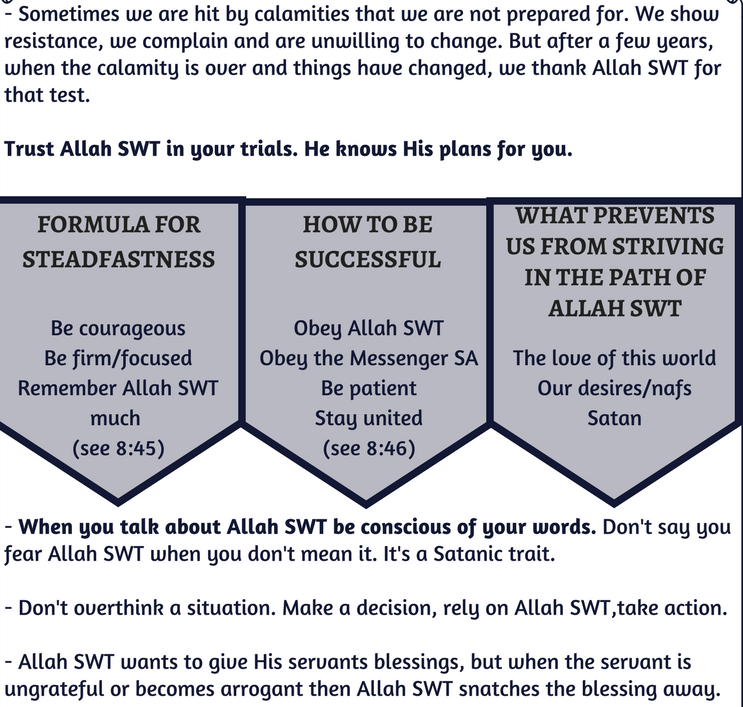 - Sometimes we are hit by calamities that we are not prepared for. We show
resistance, we complain and are unwilling to change. But after a few years,
when the calamity is over and things have changed, we thank Allah SWT for
that test.
Trust Allah SWT in your trials. He knows His plans for you.
FORMULA FOR
STEADFASTNESS
Be courageous
Be firm/focused
Remember Allah SWT
much
(see 8:45)
HOW TO BE
SUCCESSFUL
Obey Allah SWT
Obey the Messenger SA
Be patient
Stay united
(see 8:46)
WHAT PREVENTS
US FROM STRIVING
IN THE PATH OF
ALLAH SWT
The love of this world
Our desires/nafs
Satan
- When you talk about Allah SWT be conscious of your words. Don't say you
fear Allah SWT when you don't mean it. It's a Satanic trait.
- Don't overthink a situation. Make a decision, rely on Allah SWT,take action.
- Allah SWT wants to give His servants blessings, but when the servant is
ungrateful or becomes arrogant then Allah SWT snatches the blessing away.